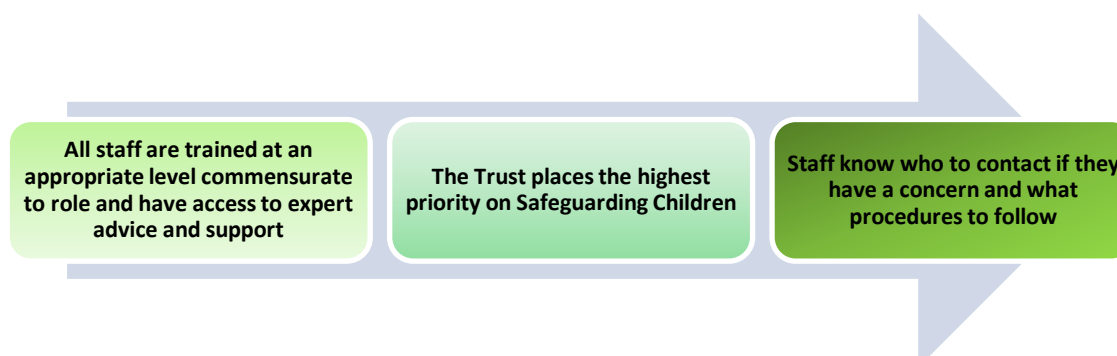 All staff are trained at an
appropriate level commensurate
to role and have access to expert
advice and support
The Trust places the highest
priority on Safeguarding Children
Staff know who to contact if they
have a concern and what
procedures to follow